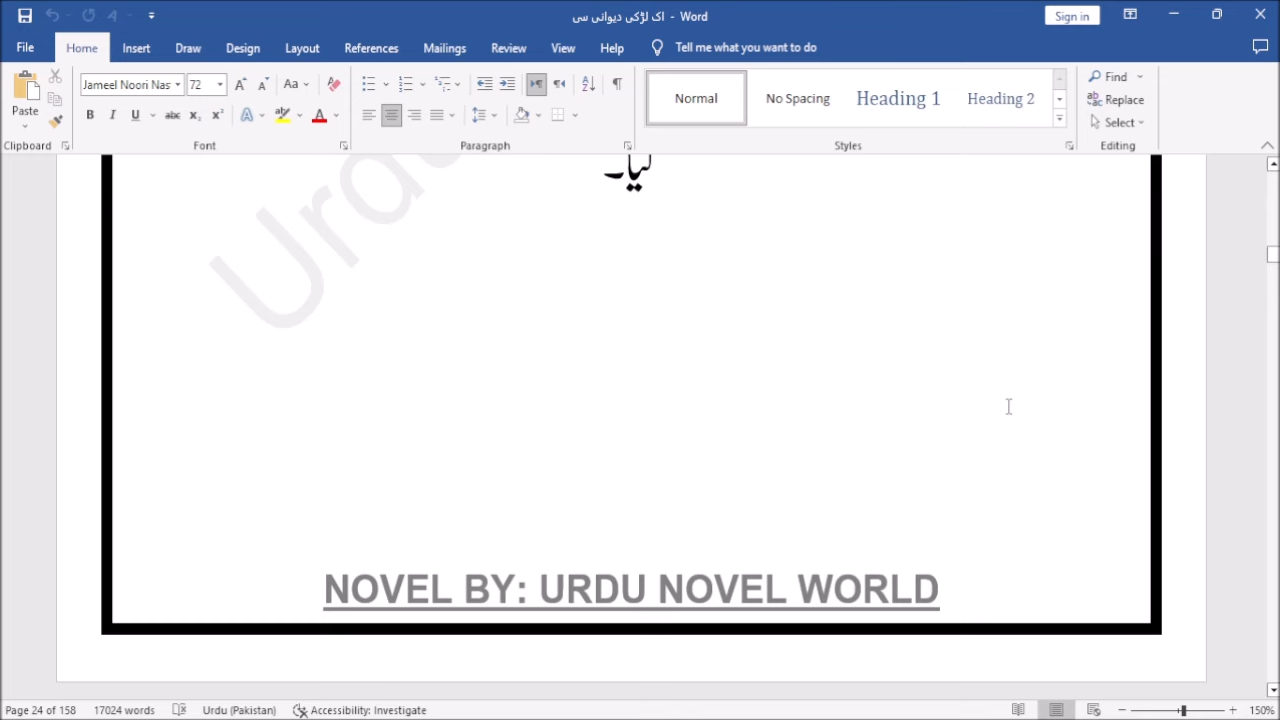 اک لڑکی دیوانی سی - Word
Sign in
File Home Insert Draw Design Layout References Mailings Review View Help Tell me what you want to do
Paste
Jameel Noori Nas 72
Normal No Spacing Heading 1 Heading 2
Find
Replace
Select
Clipboard Font Paragraph Styles Editing
لیا۔
Urdu
NOVEL BY: URDU NOVEL WORLD
Page 24 of 158 17024 words Urdu (Pakistan) Accessibility: Investigate 150%